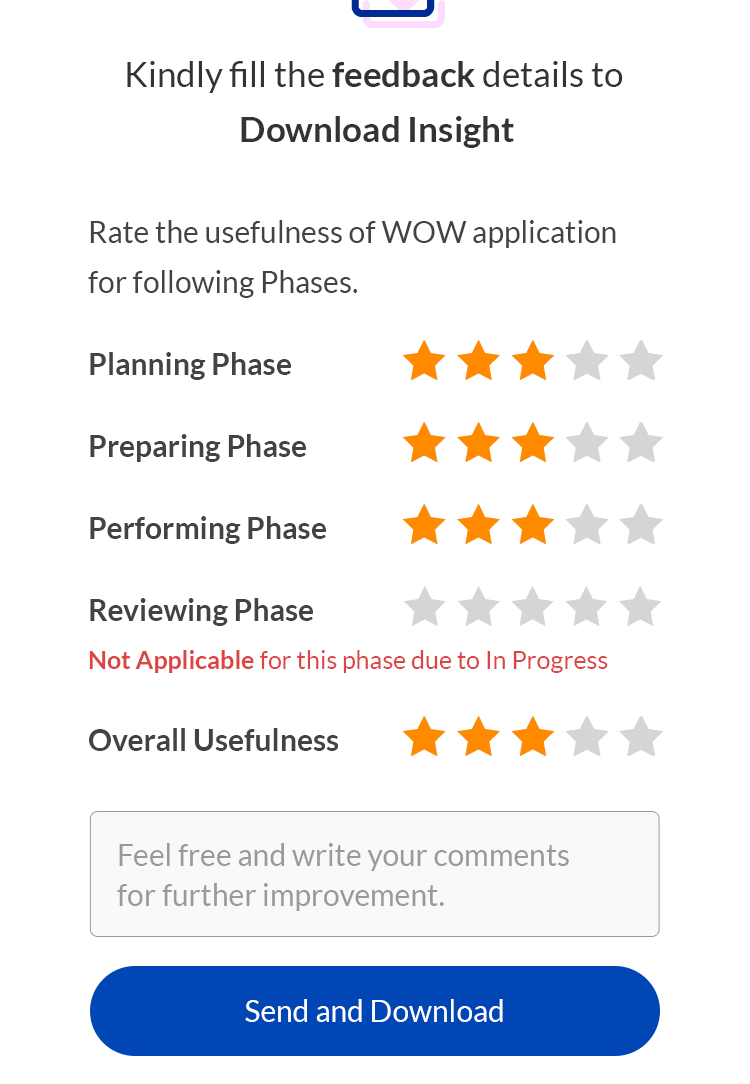 Kindly fill the feedback details to
Download Insight
Rate the usefulness of WOW application
for following Phases.
Planning Phase
Preparing Phase
Performing Phase
Reviewing Phase
Not Applicable for this phase due to In Progress
Overall Usefulness
Feel free and write your comments
for further improvement.
Send and Download